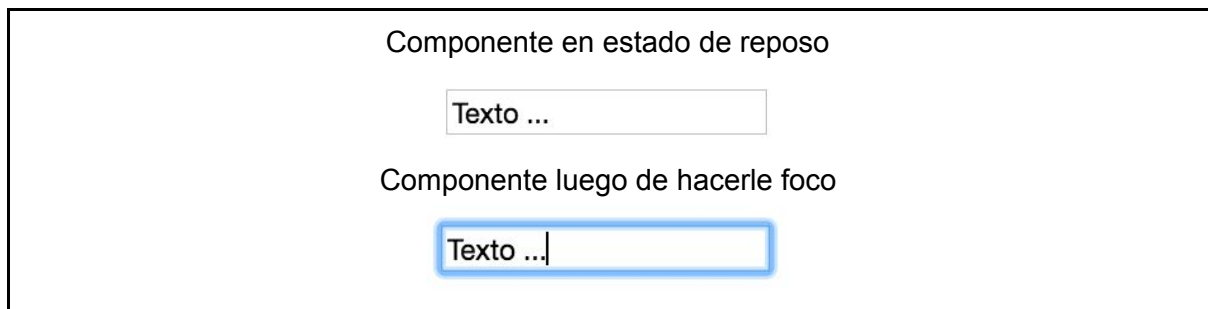 Componente en estado de reposo
Texto ...
Componente luego de hacerle foco
Texto ...